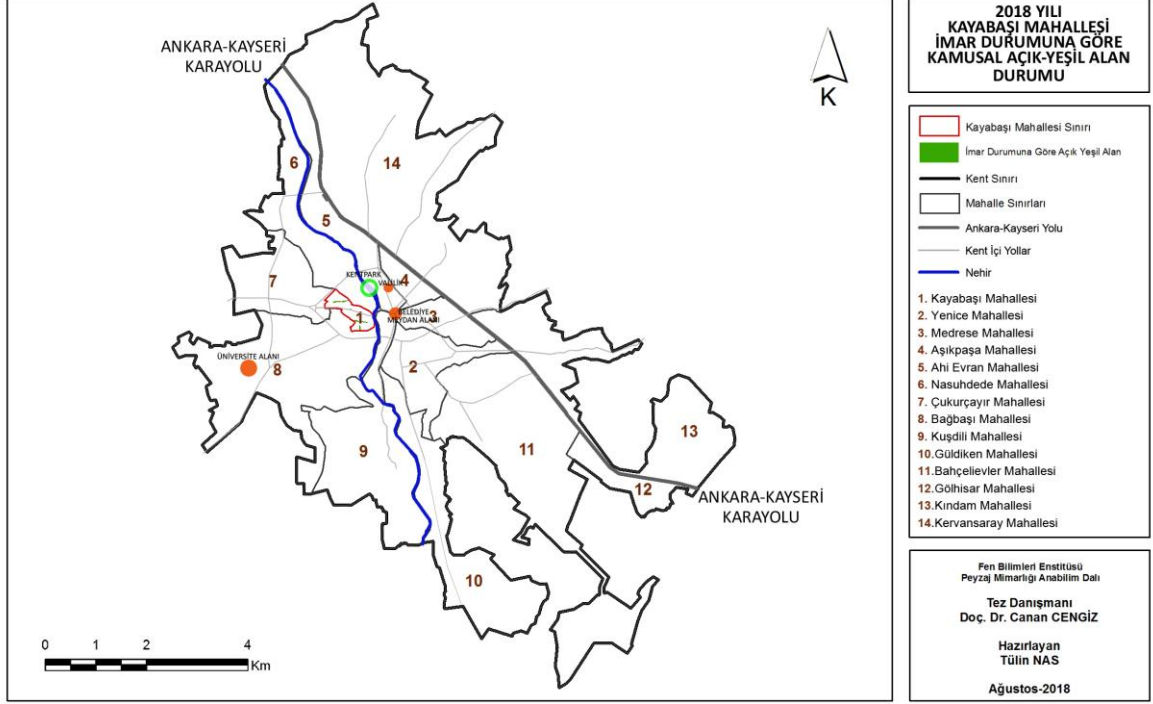 ANKARA-KAYSERİ
KARAYOLU
K
6
14
5
7
KENTPARK
VALİLİK
4
1
BELEDİYE
MEYDAN ALANI
3
ÜNİVERSİTE ALANI
8
2
9
11
13
12
ANKARA-KAYSERİ
KARAYOLU
10
0 1 2 4
Km
2018 YILI
KAYABAŞI MAHALLESİ
İMAR DURUMUNA GÖRE
KAMUSAL AÇIK-YEŞİL ALAN
DURUMU
Kayabaşı Mahallesi Sınırı
İmar Durumuna Göre Açık Yeşil Alan
Kent Sınırı
Mahalle Sınırları
Ankara-Kayseri Yolu
Kent İçi Yollar
Nehir
1. Kayabaşı Mahallesi
2. Yenice Mahallesi
3. Medrese Mahallesi
4. Aşıkpaşa Mahallesi
5. Ahi Evran Mahallesi
6. Nasuhdede Mahallesi
7. Çukurçayır Mahallesi
8. Bağbaşı Mahallesi
9. Kuşdili Mahallesi
10.Güldiken Mahallesi
11.Bahçelievler Mahallesi
12.Gölhisar Mahallesi
13.Kındam Mahallesi
14.Kervansaray Mahallesi
Fen Bilimleri Enstitüsü
Peyzaj Mimarlığı Anabilim Dalı
Tez Danışmanı
Doç. Dr. Canan CENGİZ
Hazırlayan
Tülin NAS
Ağustos-2018